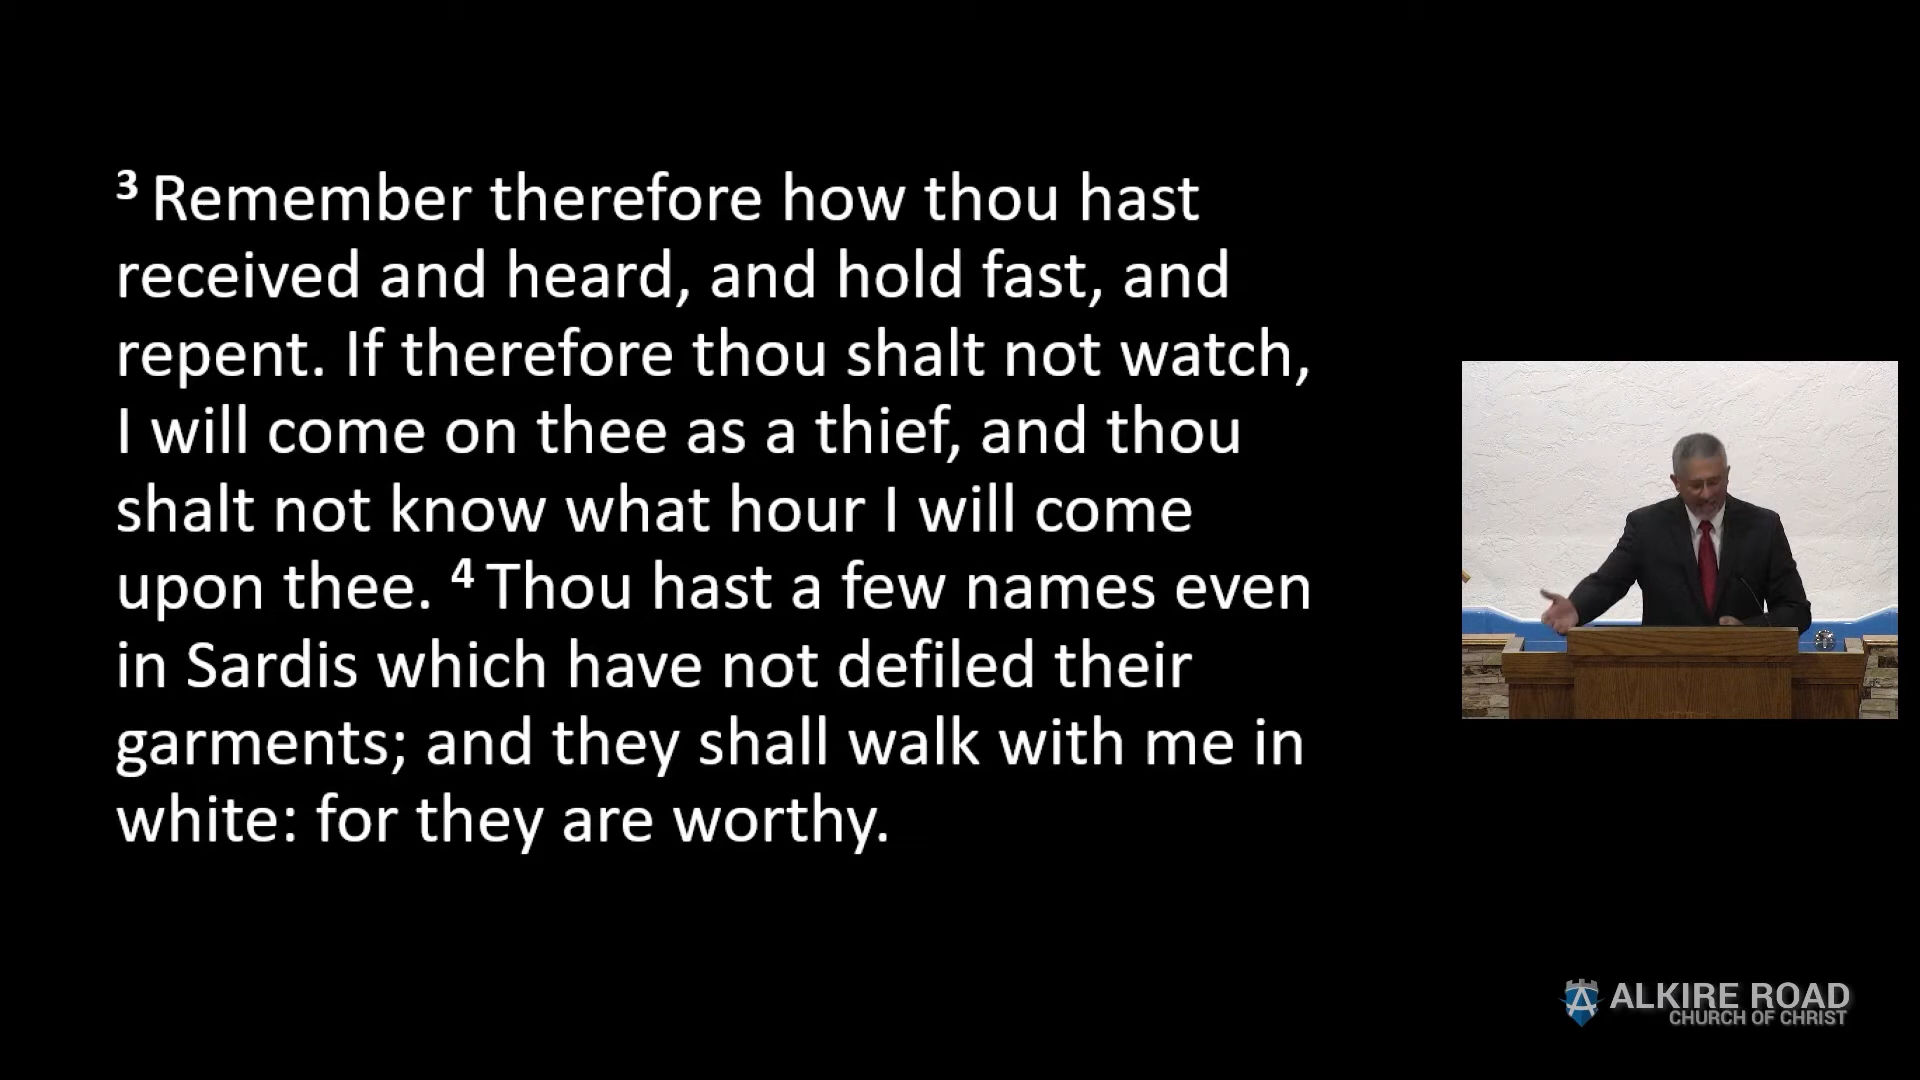 ³ Remember therefore how thou hast
received and heard, and hold fast, and
repent. If therefore thou shalt not watch,
I will come on thee as a thief, and thou
shalt not know what hour I will come
upon thee. ⁴ Thou hast a few names even
in Sardis which have not defiled their
garments; and they shall walk with me in
white: for they are worthy.
ALKIRE ROAD
CHURCH OF CHRIST